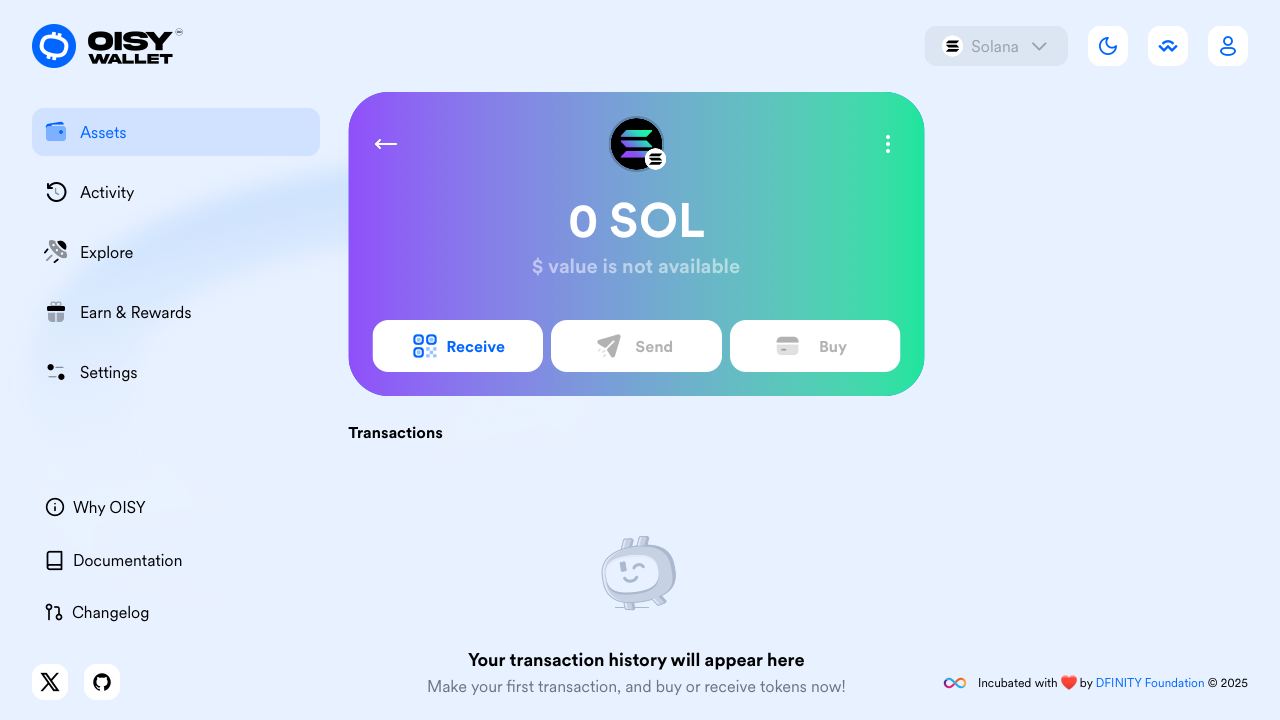 OISY
WALLET
Solana
Assets
Activity
Explore
Earn & Rewards
Settings
0 SOL
$ value is not available
Receive
Send
Buy
Transactions
Why OISY
Documentation
Changelog
Your transaction history will appear here
Make your first transaction, and buy or receive tokens now!
Incubated with ❤️ by DFINITY Foundation © 2025